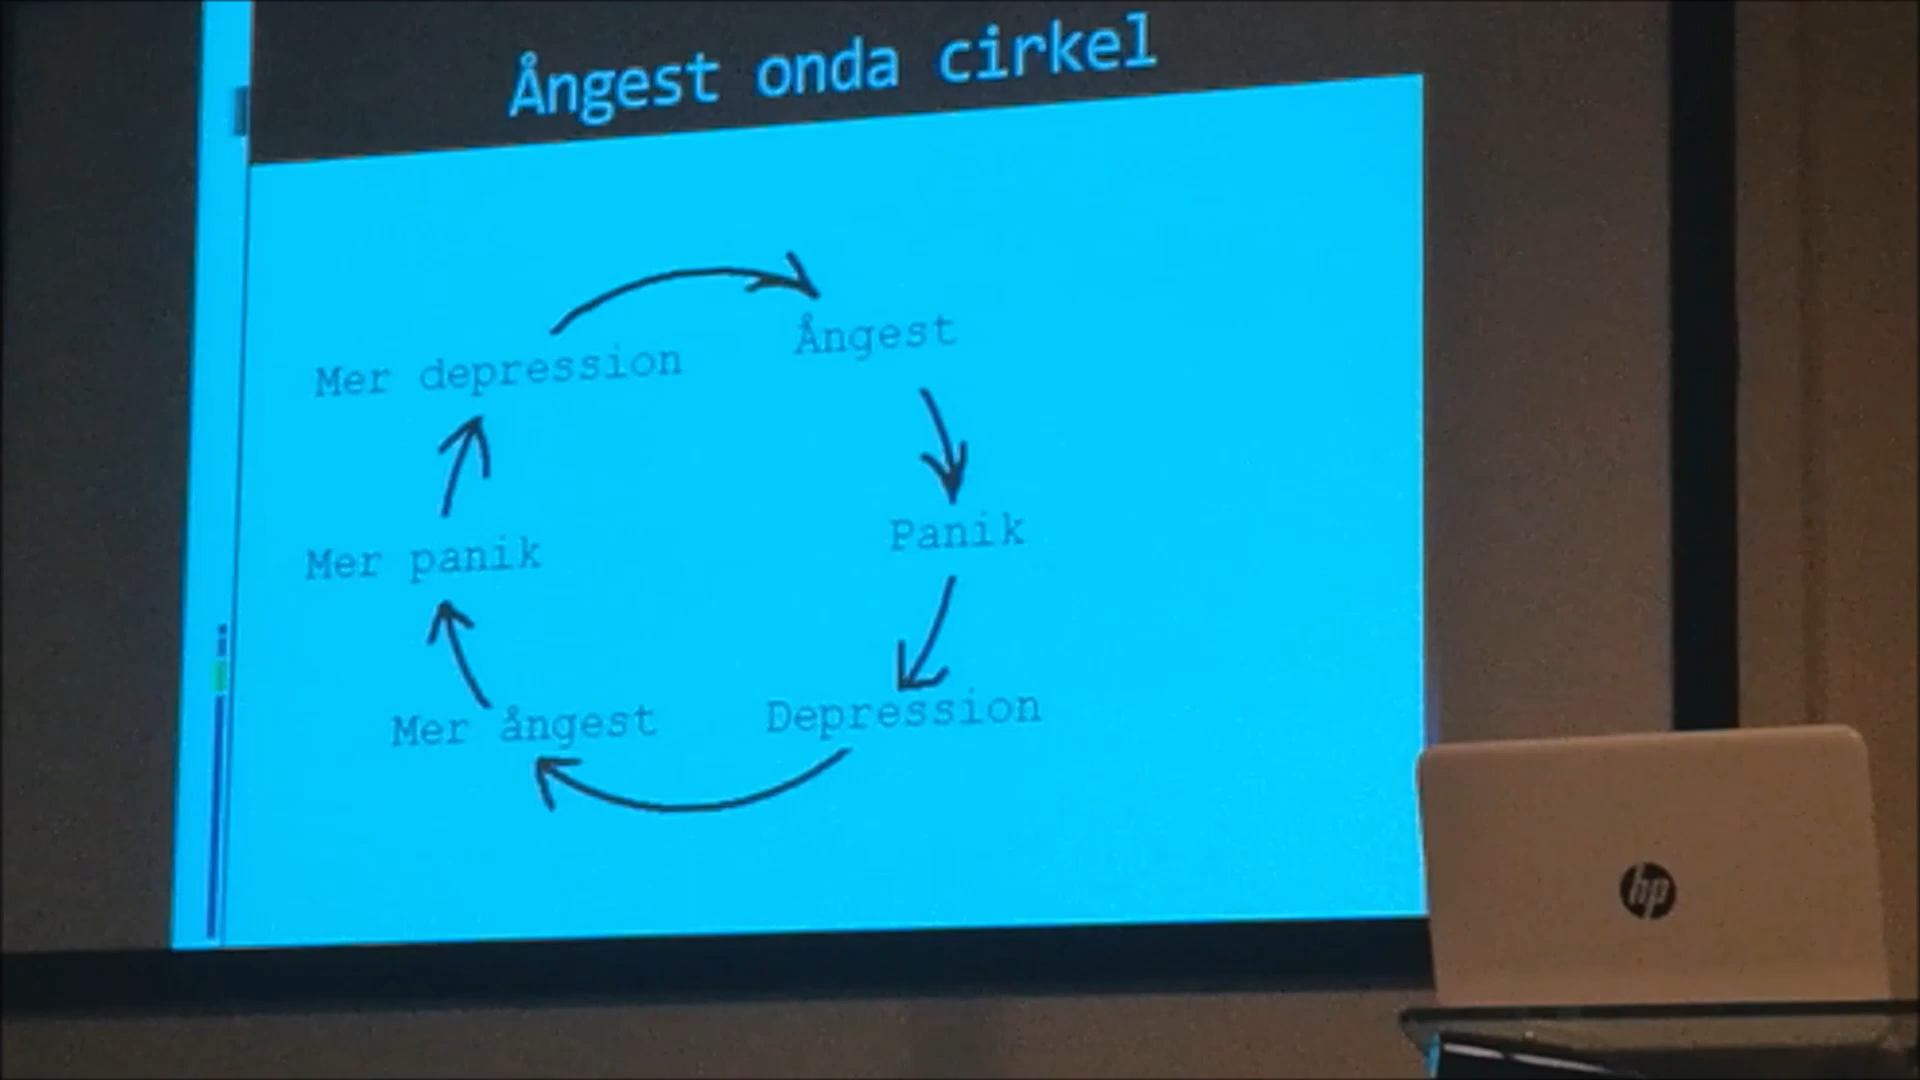 Ångest onda cirkel
Mer depression
Ångest
Mer panik
Panik
Mer ångest
Depression
hp